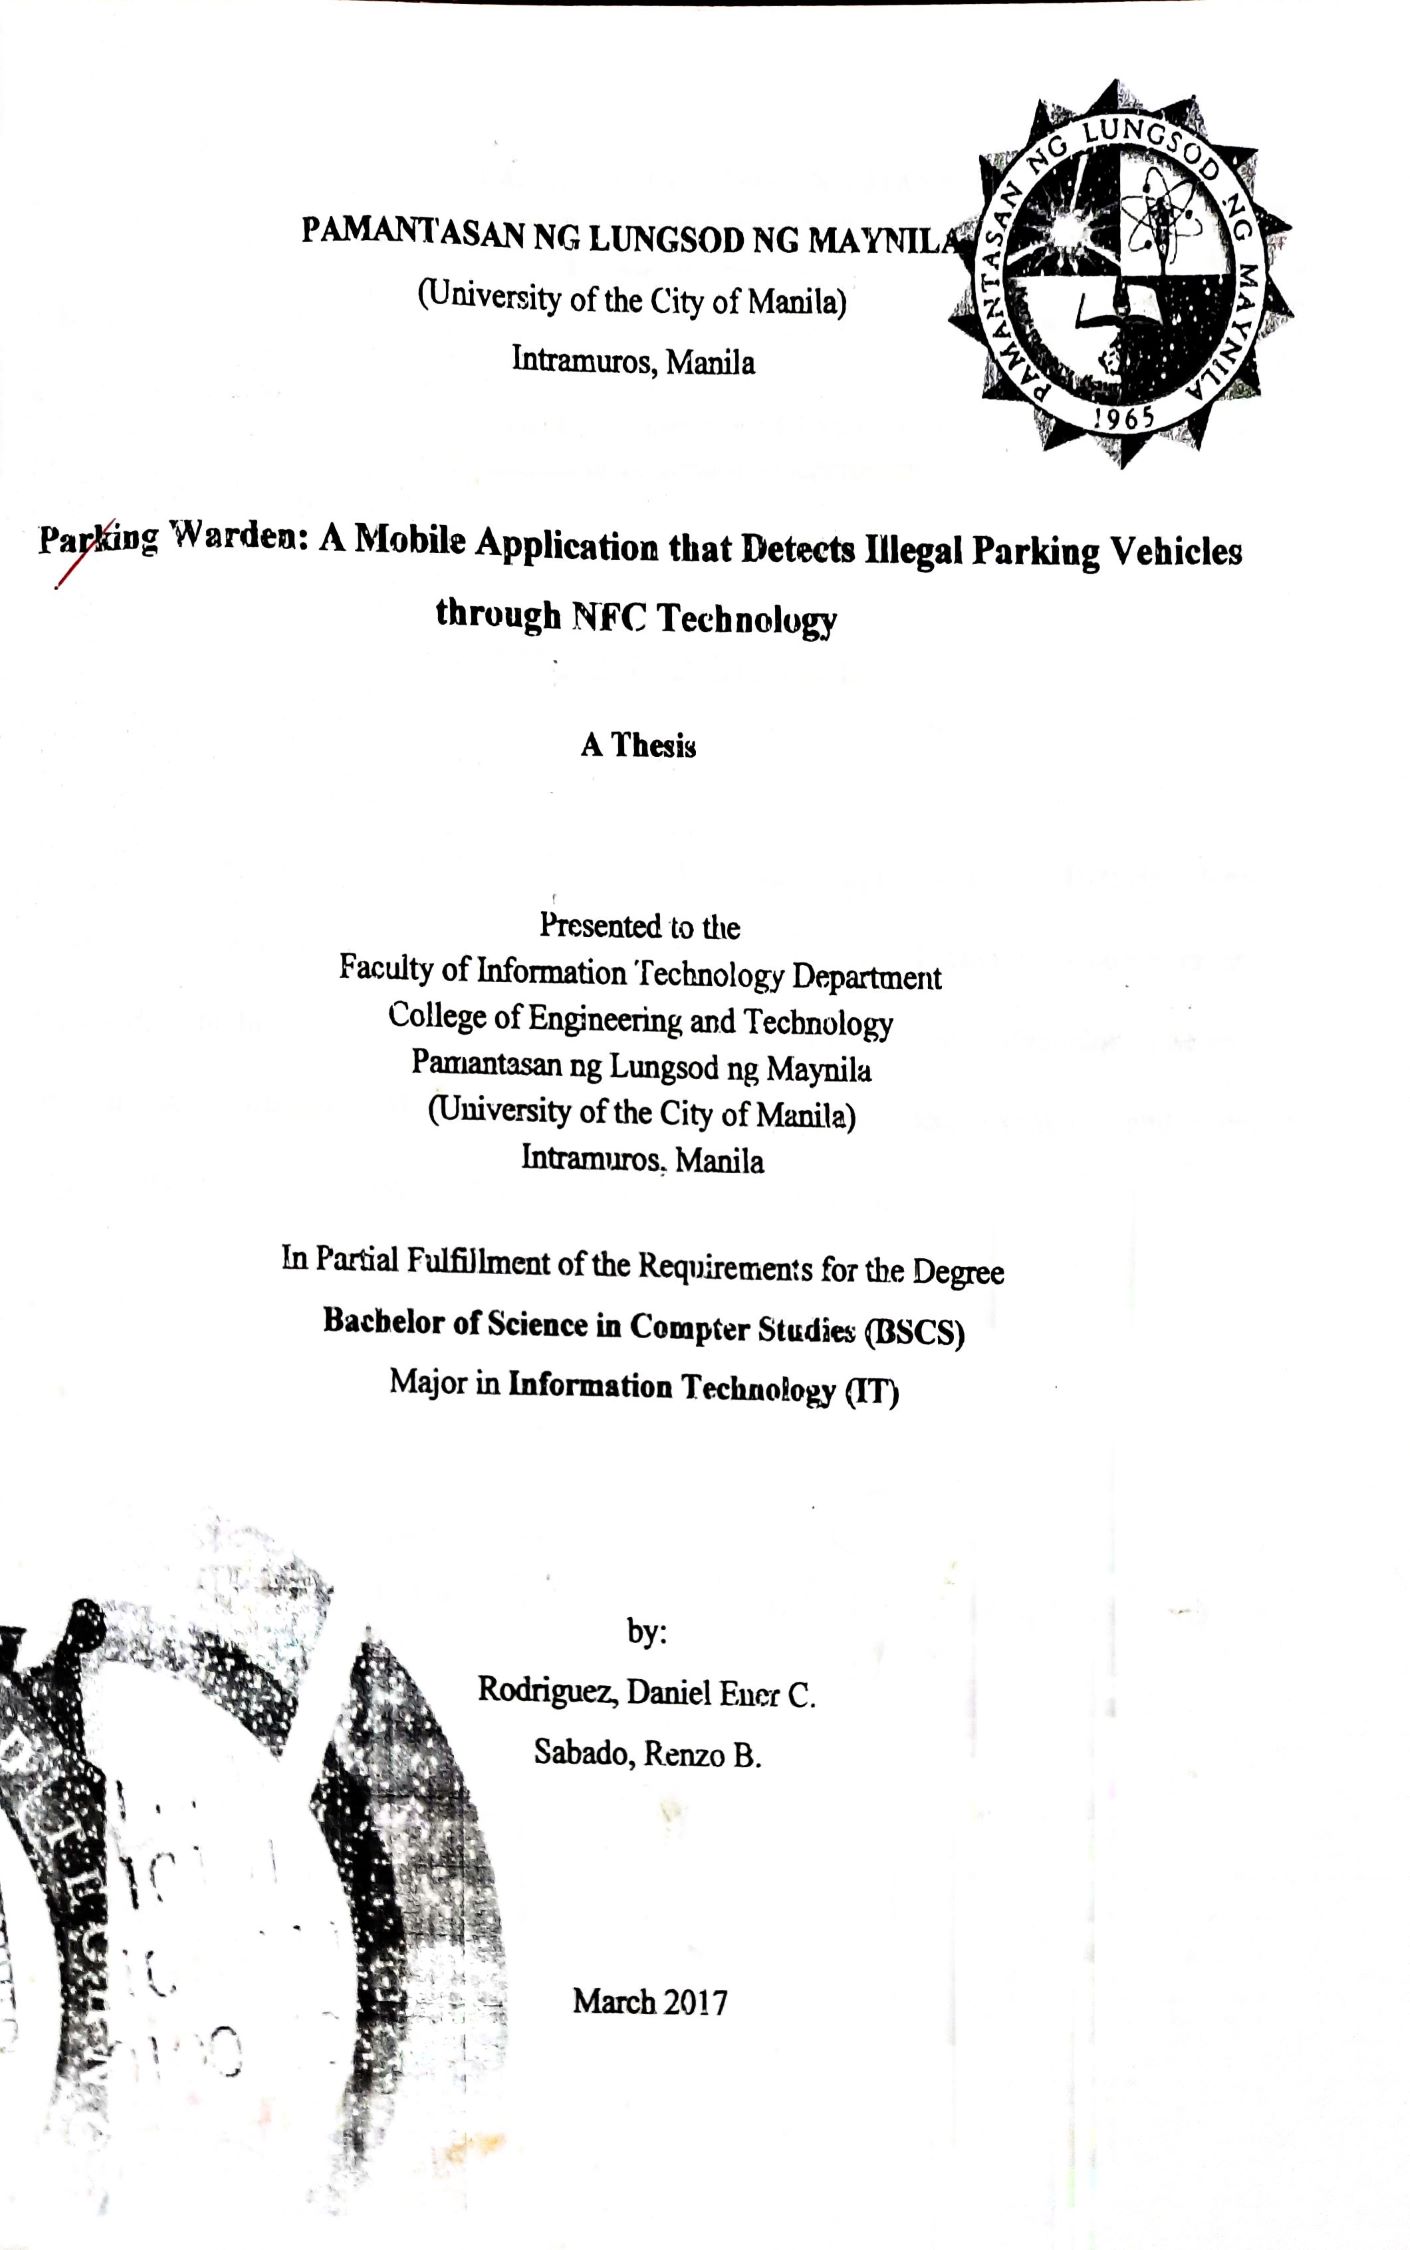 PAMANTASAN NG LUNGSOD NG MAYNILA
(University of the City of Manila)
Intramuros, Manila
PAMANTASAN NG LUNGSOD NG MAYNILA
1965
Parking Warden: A Mobile Application that Detects Illegal Parking Vehicles
through NFC Technology
A Thesis
Presented to the
Faculty of Information Technology Department
College of Engineering and Technology
Pamantasan ng Lungsod ng Maynila
(University of the City of Manila)
Intramuros, Manila
In Partial Fulfillment of the Requirements for the Degree
Bachelor of Science in Compter Studies (BSCS)
Major in Information Technology (IT)
by:
Rodriguez, Daniel Ener C.
Sabado, Renzo B.
March 2017